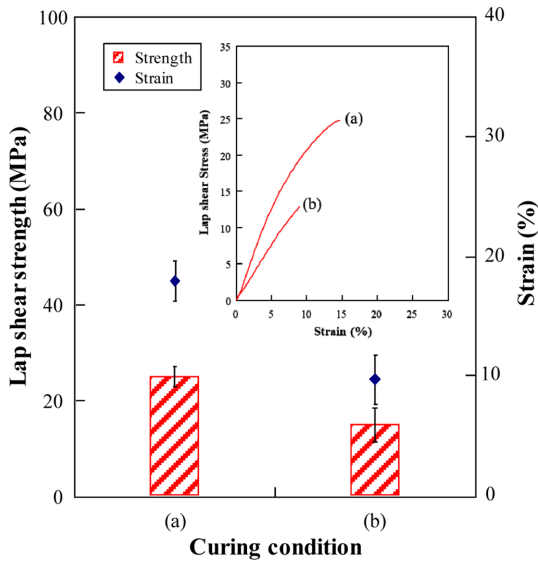 100
80
60
40
20
0
Lap shear strength (MPa)
40
30
20
10
0
Strain (%)
Strength
Strain
35
30
25
20
15
10
5
0
Lap shear Stress (MPa)
(a)
(b)
0 5 10 15 20 25 30
Strain (%)
(a) (b)
Curing condition